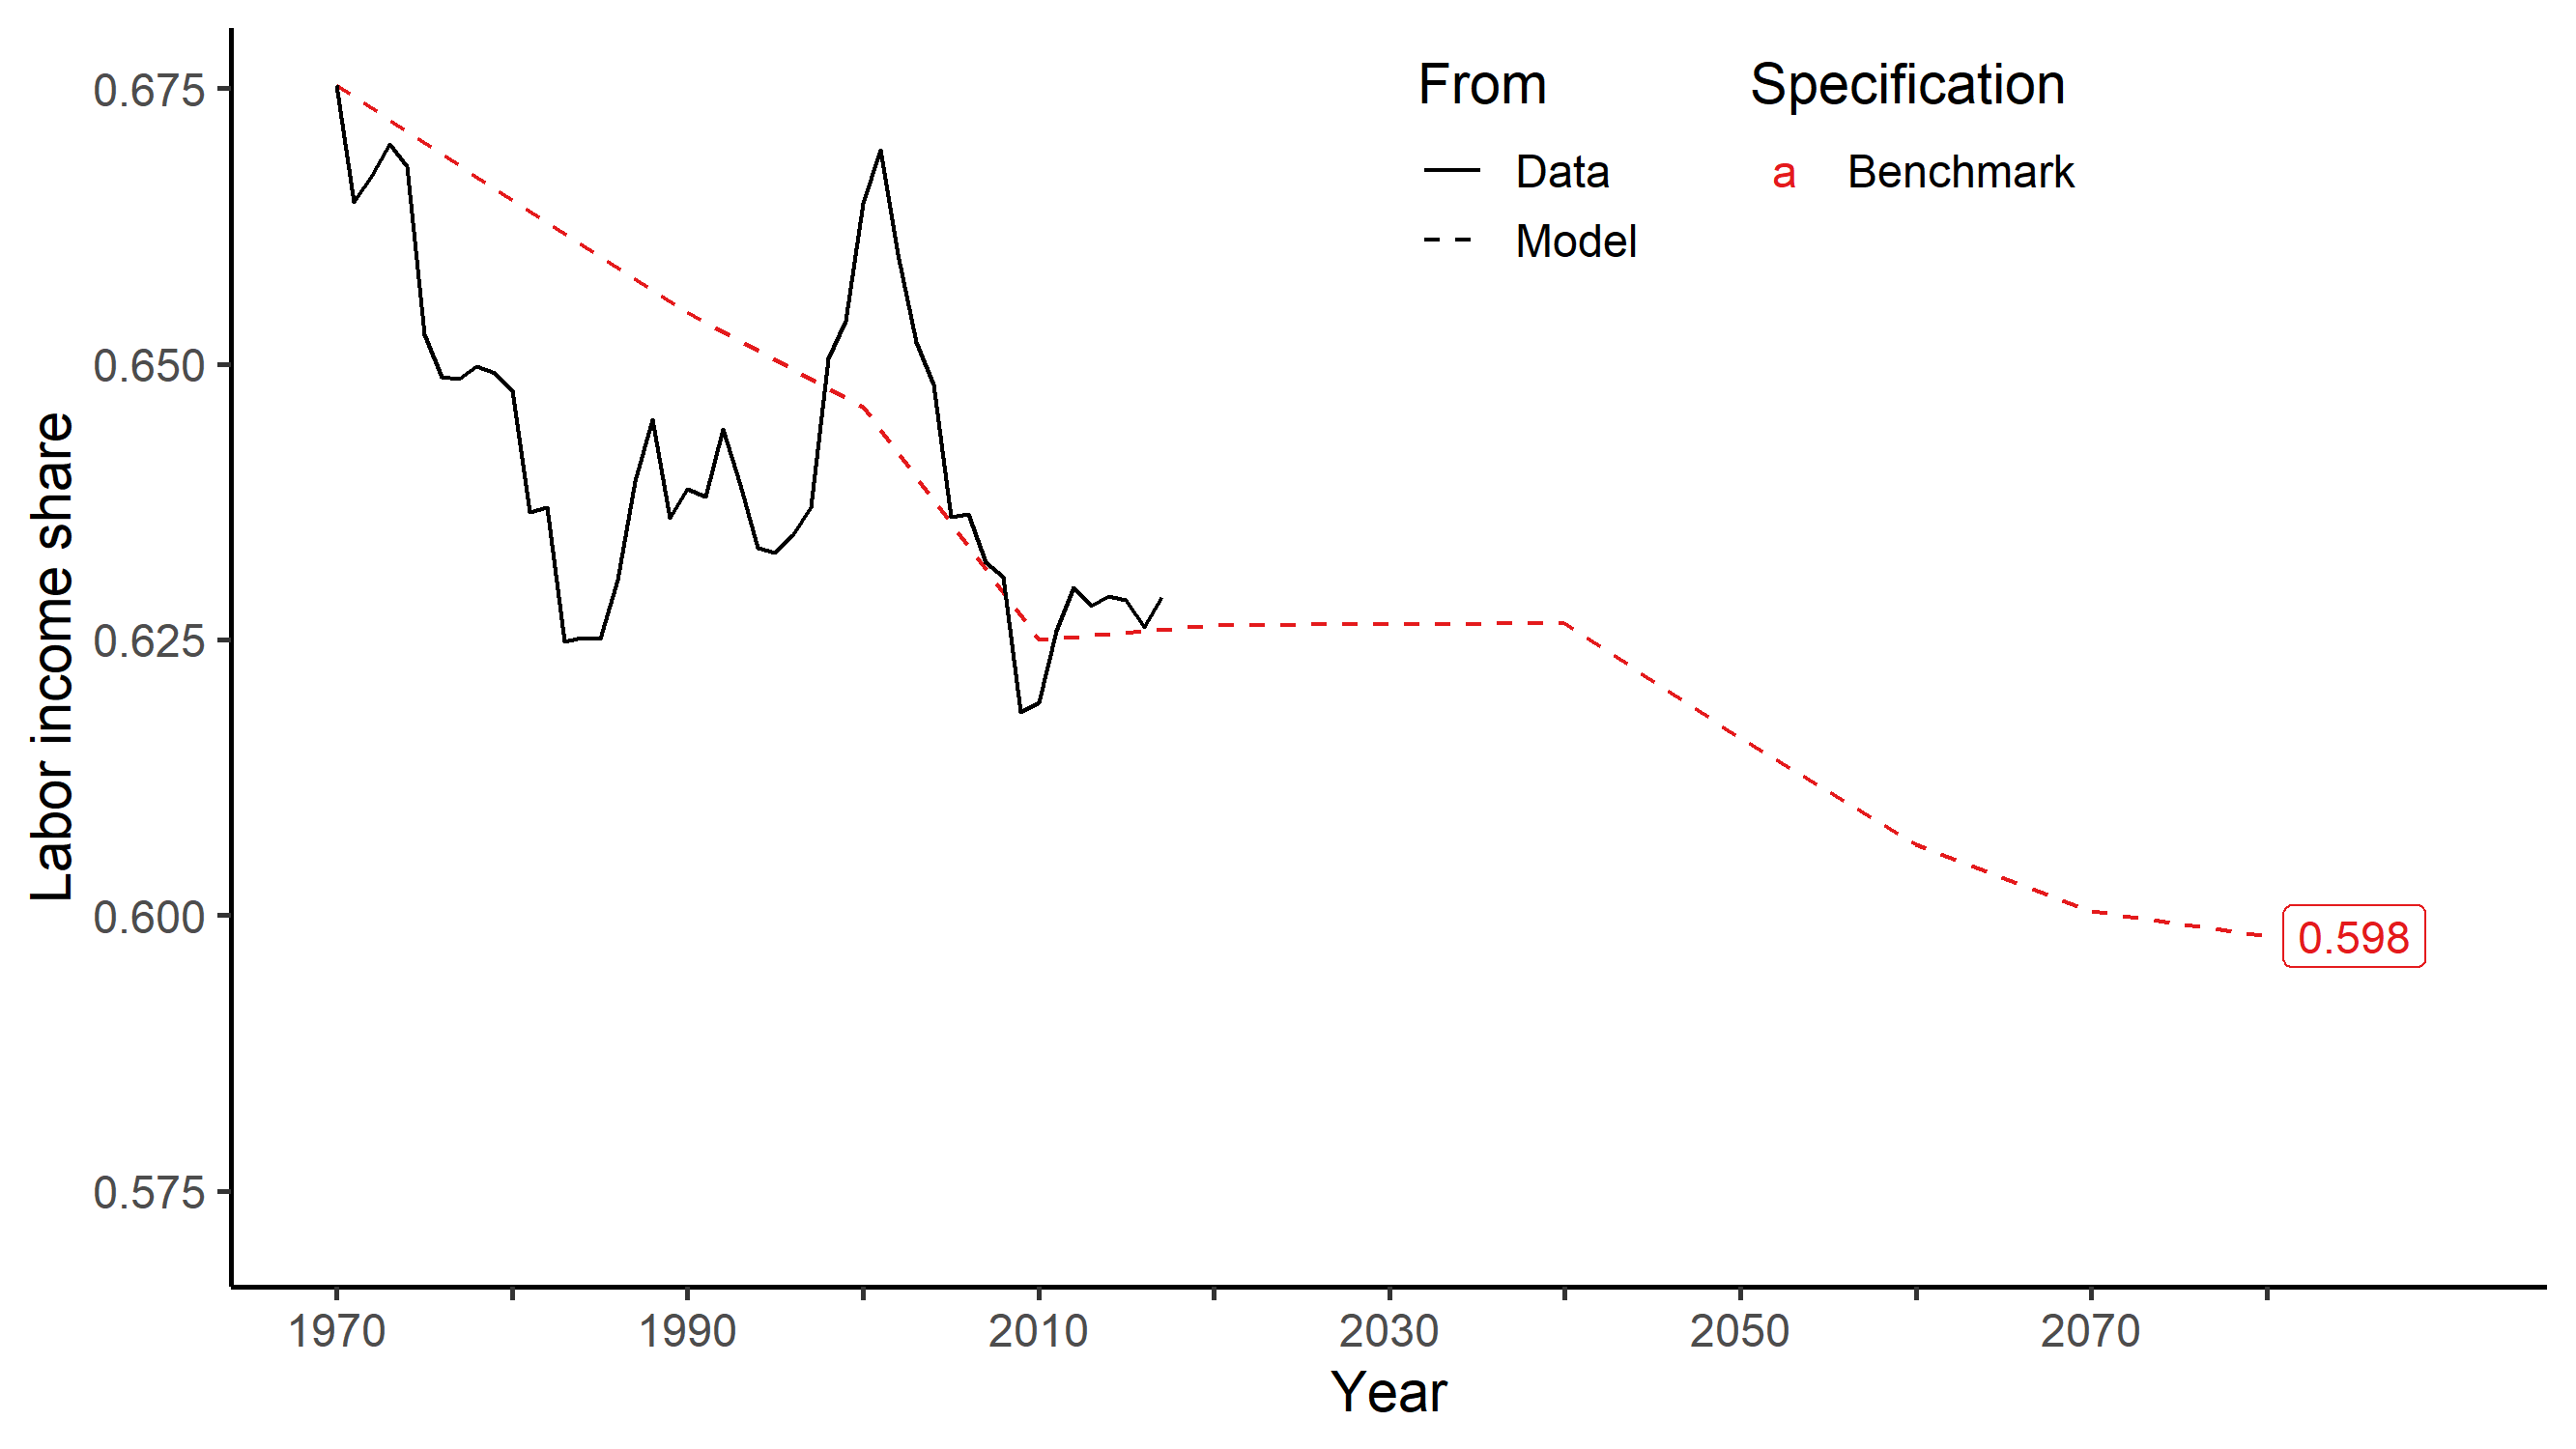 From
Specification
Data
a Benchmark
Model
Labor income share
0.675
0.650
0.625
0.600
0.575
0.598
1970 1990 2010 2030 2050 2070
Year